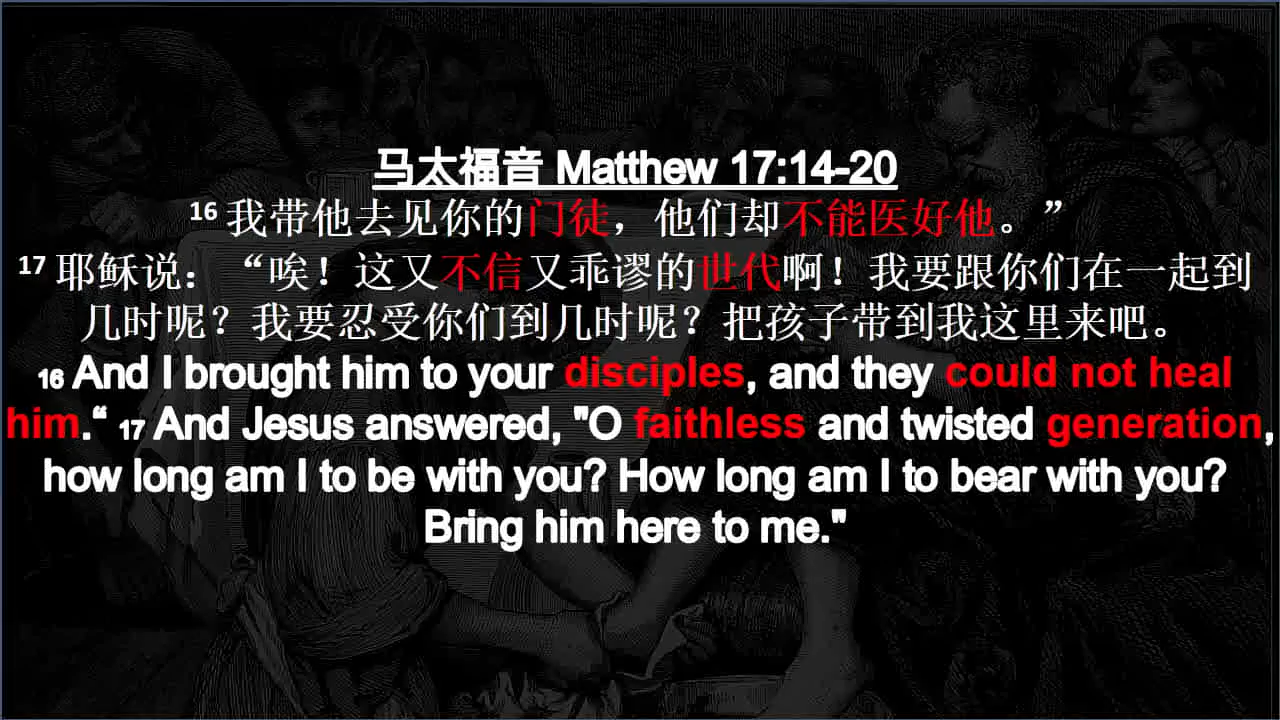 马太福音 Matthew 17:14-20
16 我带他去见你的门徒，他们却不能医好他。”
17 耶稣说：“唉！这又不信又乖谬的世代啊！我要跟你们在一起到
几时呢？我要忍受你们到几时呢？把孩子带到我这里来吧。
16 And I brought him to your disciples, and they could not heal
him.“ 17 And Jesus answered, "O faithless and twisted generation,
how long am I to be with you? How long am I to bear with you?
Bring him here to me."